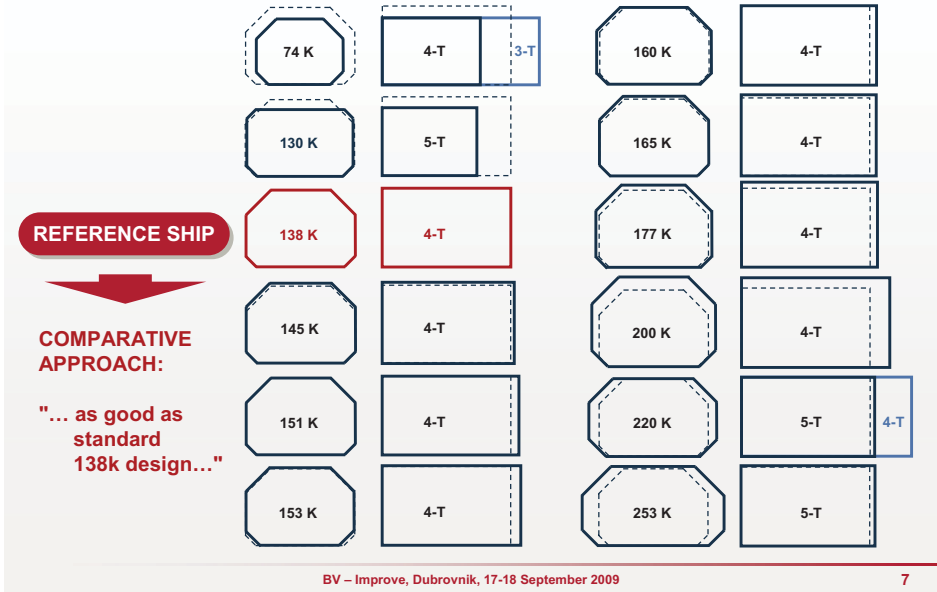 74 K
4-T
3-T
130 K
5-T
138 K
4-T
145 K
4-T
151 K
4-T
153 K
4-T
160 K
4-T
165 K
4-T
177 K
4-T
200 K
4-T
220 K
5-T
4-T
253 K
5-T
REFERENCE SHIP
COMPARATIVE
APPROACH:
"… as good as
standard
138k design…"
BV – Improve, Dubrovnik, 17-18 September 2009
7